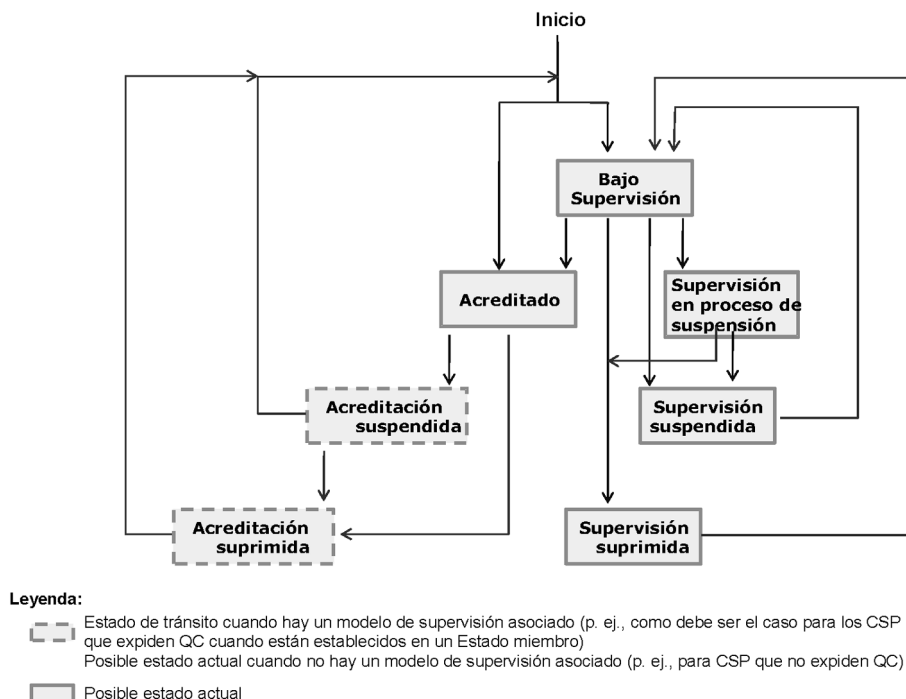 Inicio
Bajo
Supervisión
Acreditado
Supervisión
en proceso de
suspensión
Acreditación
suspendida
Supervisión
suspendida
Acreditación
suprimida
Supervisión
suprimida
Leyenda:
Estado de tránsito cuando hay un modelo de supervisión asociado (p. ej., como debe ser el caso para los CSP
que expiden QC cuando están establecidos en un Estado miembro)
Posible estado actual cuando no hay un modelo de supervisión asociado (p. ej., para CSP que no expiden QC)
Posible estado actual